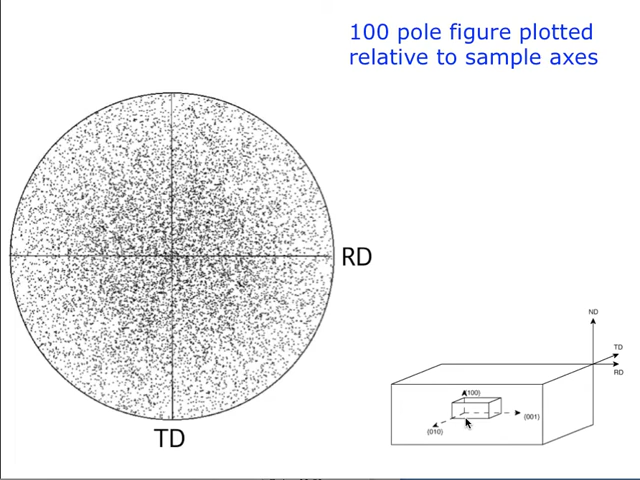 100 pole figure plotted
relative to sample axes
RD
TD
ND
TD
RD
(100)
(001)
(010)